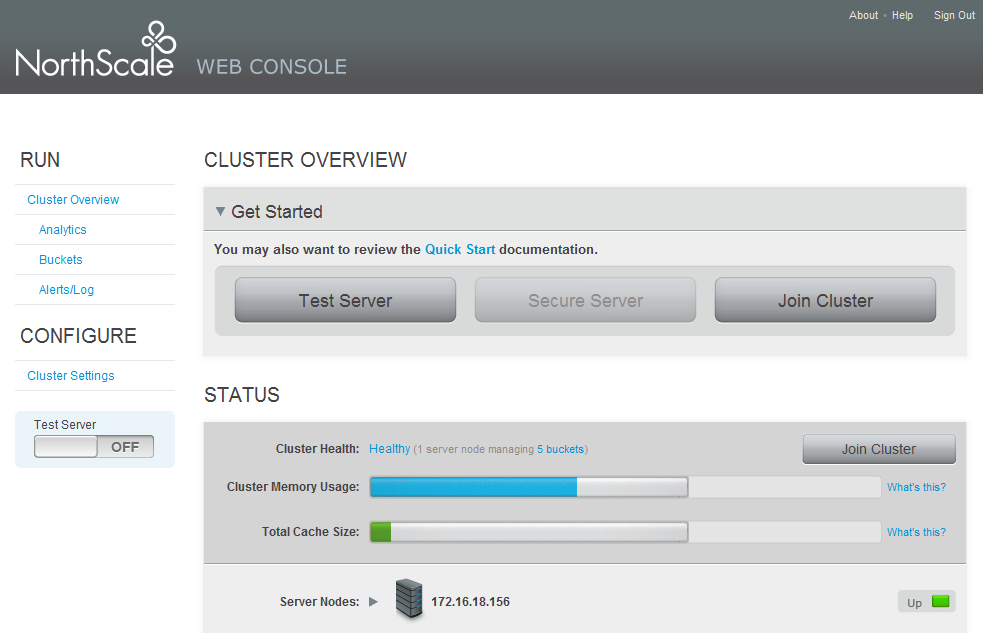 About • Help Sign Out
NorthScale WEB CONSOLE
RUN
Cluster Overview
Analytics
Buckets
Alerts/Log
CONFIGURE
Cluster Settings
Test Server
OFF
CLUSTER OVERVIEW
Get Started
You may also want to review the Quick Start documentation.
Test Server Secure Server Join Cluster
STATUS
Cluster Health: Healthy (1 server node managing 5 buckets) Join Cluster
Cluster Memory Usage: What's this?
Total Cache Size: What's this?
Server Nodes: 172.16.18.156 Up